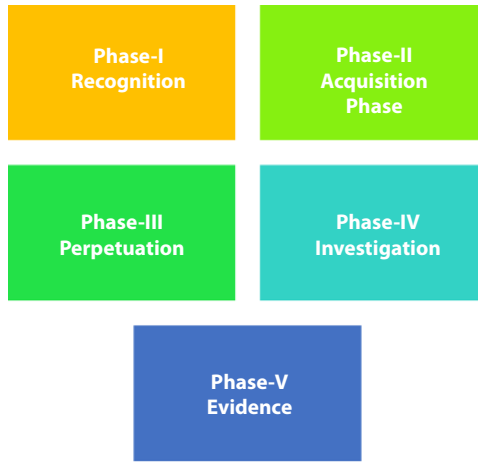 Phase-I
Recognition
Phase-II
Acquisition
Phase
Phase-III
Perpetuation
Phase-IV
Investigation
Phase-V
Evidence